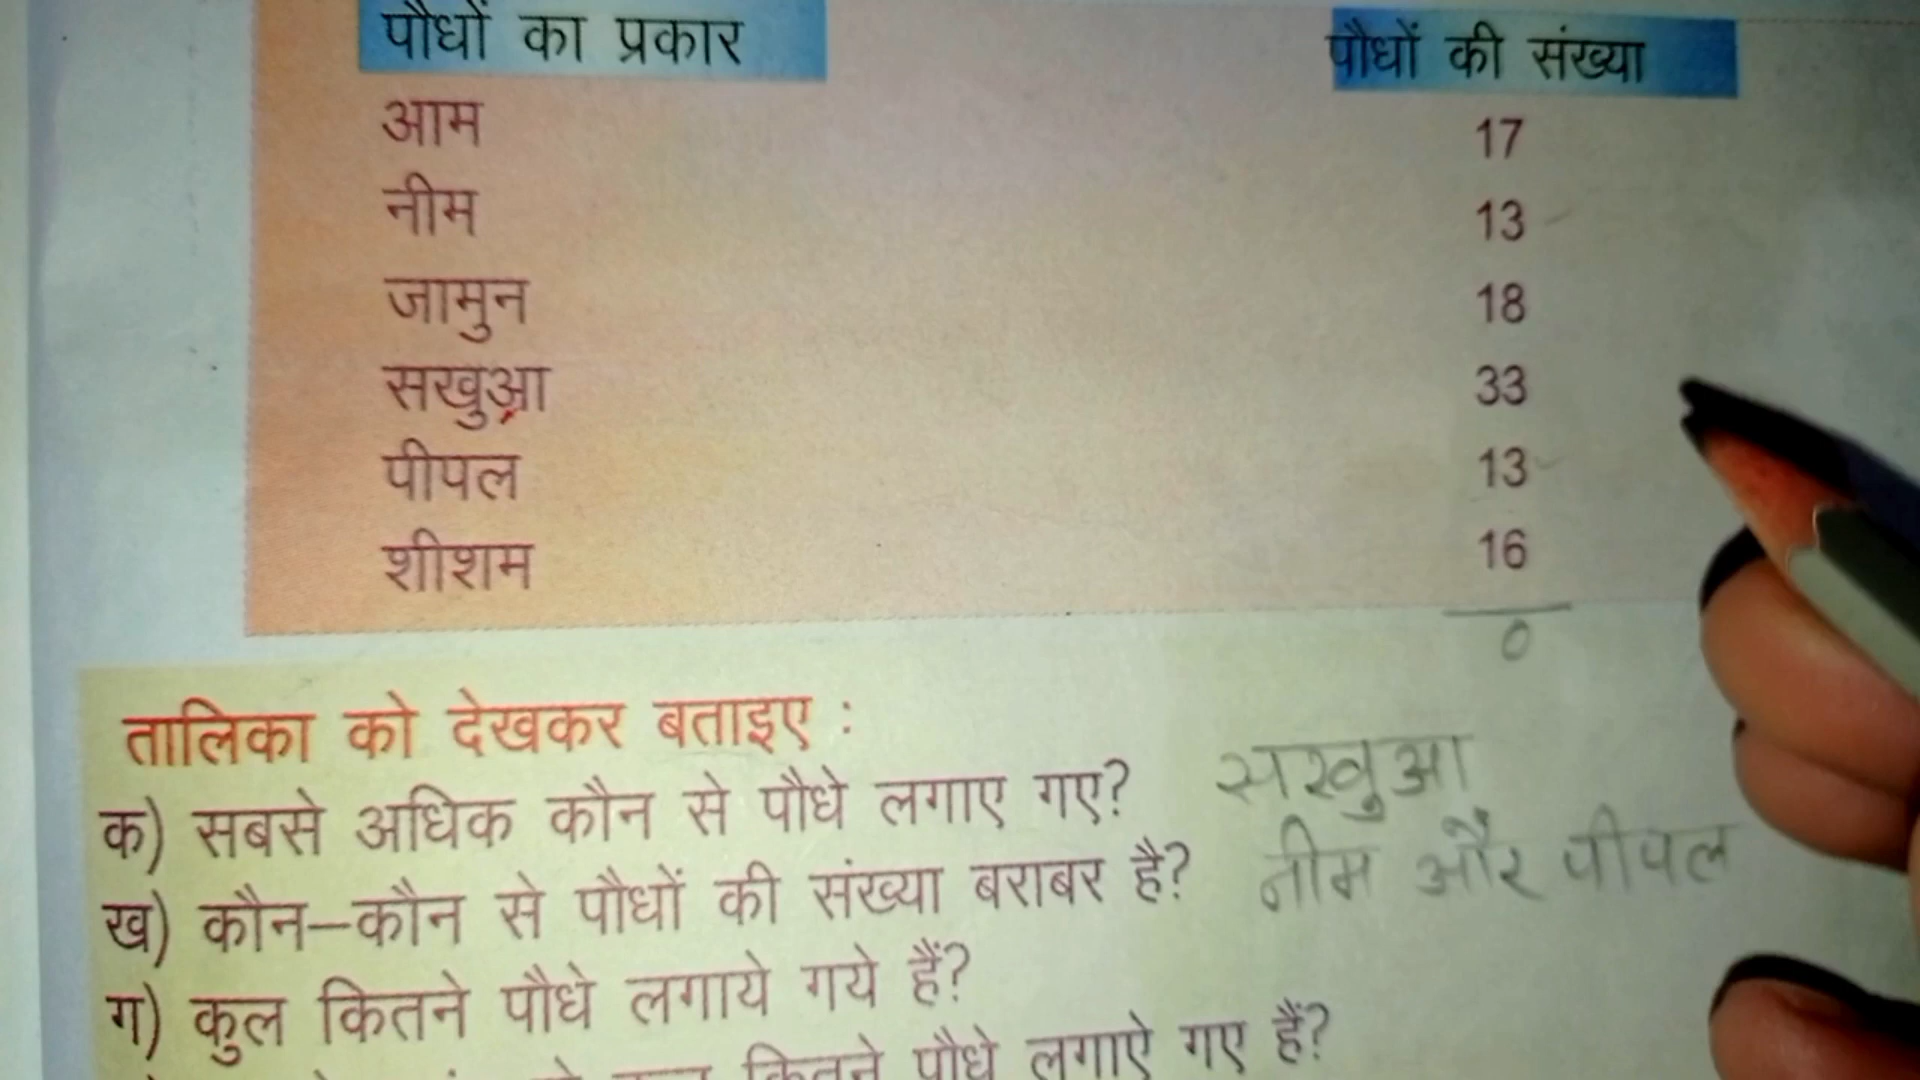 पौधों का प्रकार पौधों की संख्या
आम 17
नीम 13
जामुन 18
सखुआ 33
पीपल 13
शीशम 16
0
तालिका को देखकर बताइए :
क) सबसे अधिक कौन से पौधे लगाए गए? सखुआ
ख) कौन–कौन से पौधों की संख्या बराबर है? नीम और पीपल
ग) कुल कितने पौधे लगाये गये हैं?
कितने पौधे लगाऐ गए हैं?